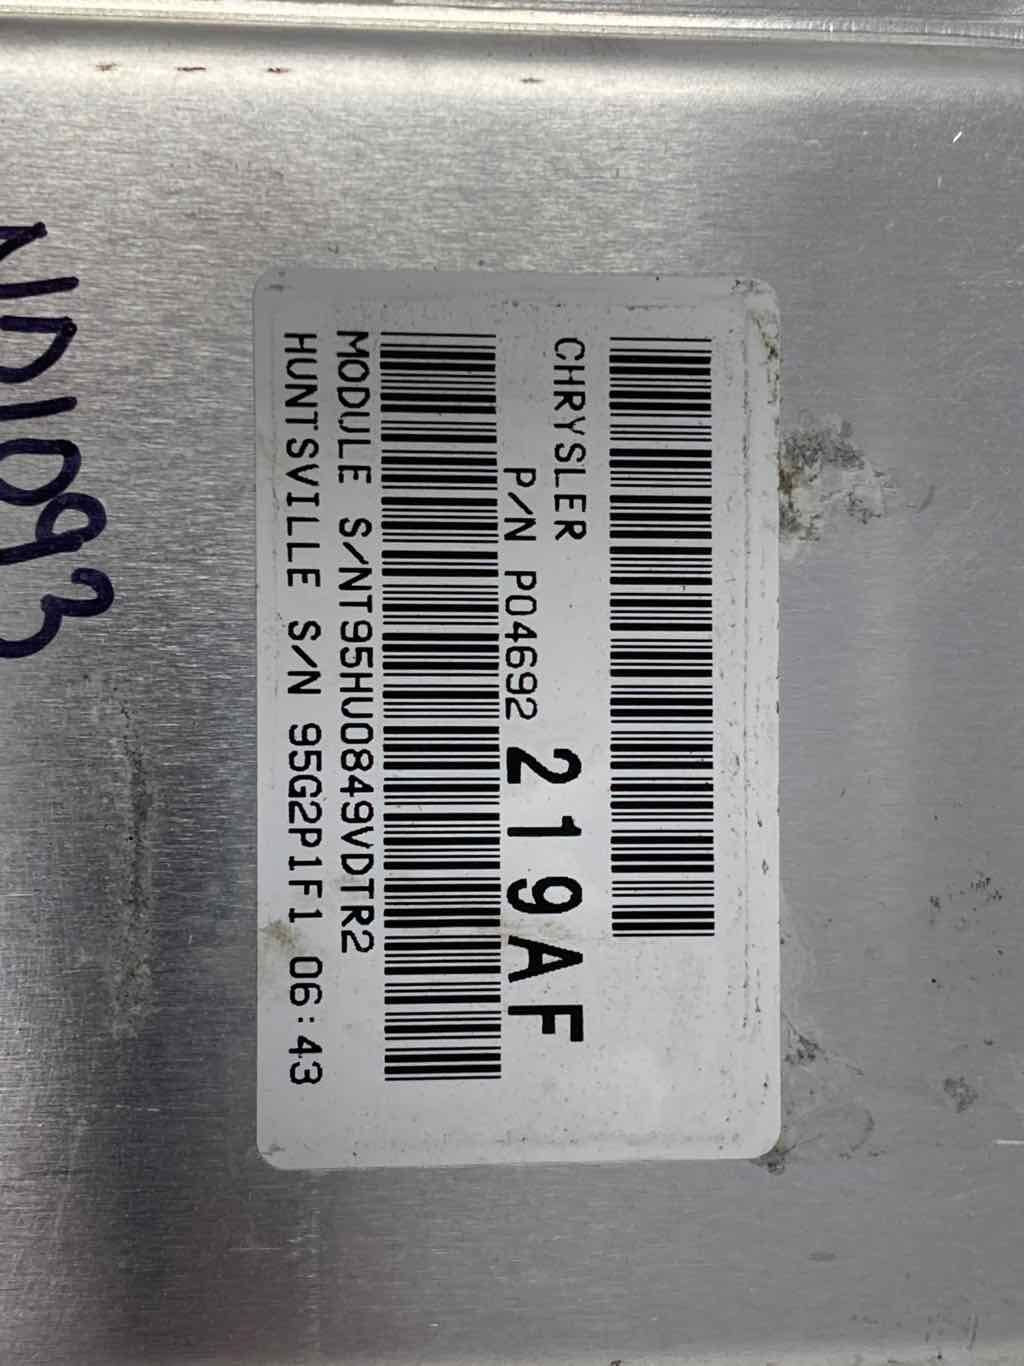 CHRYSLER
P/N P04692 219AF
MODULE S/NT95HU0849VDTR2
HUNTSVILLE S/N 95G2P1F1 06:43